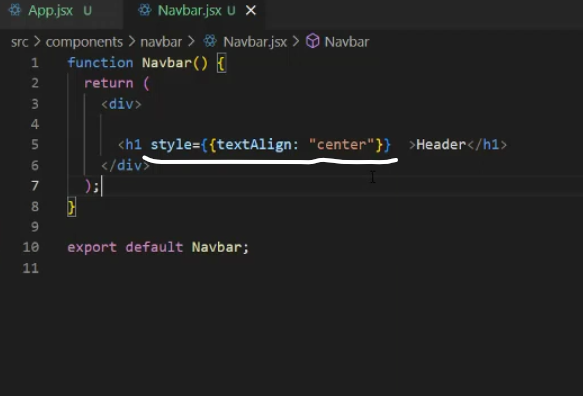 App.jsx U Navbar.jsx U
src > components > navbar > Navbar.jsx > Navbar
1 function Navbar() {
2 return (
3 <div>
4
5 <h1 style={{textAlign: "center"}} >Header</h1>
6 </div>
7 );
8 }
9
10 export default Navbar;
11